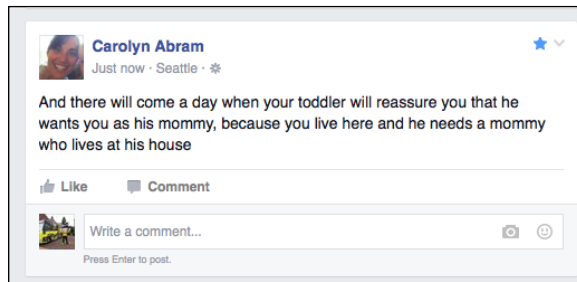 Carolyn Abram
Just now · Seattle ·
And there will come a day when your toddler will reassure you that he
wants you as his mommy, because you live here and he needs a mommy
who lives at his house
Like Comment
Write a comment...
Press Enter to post.